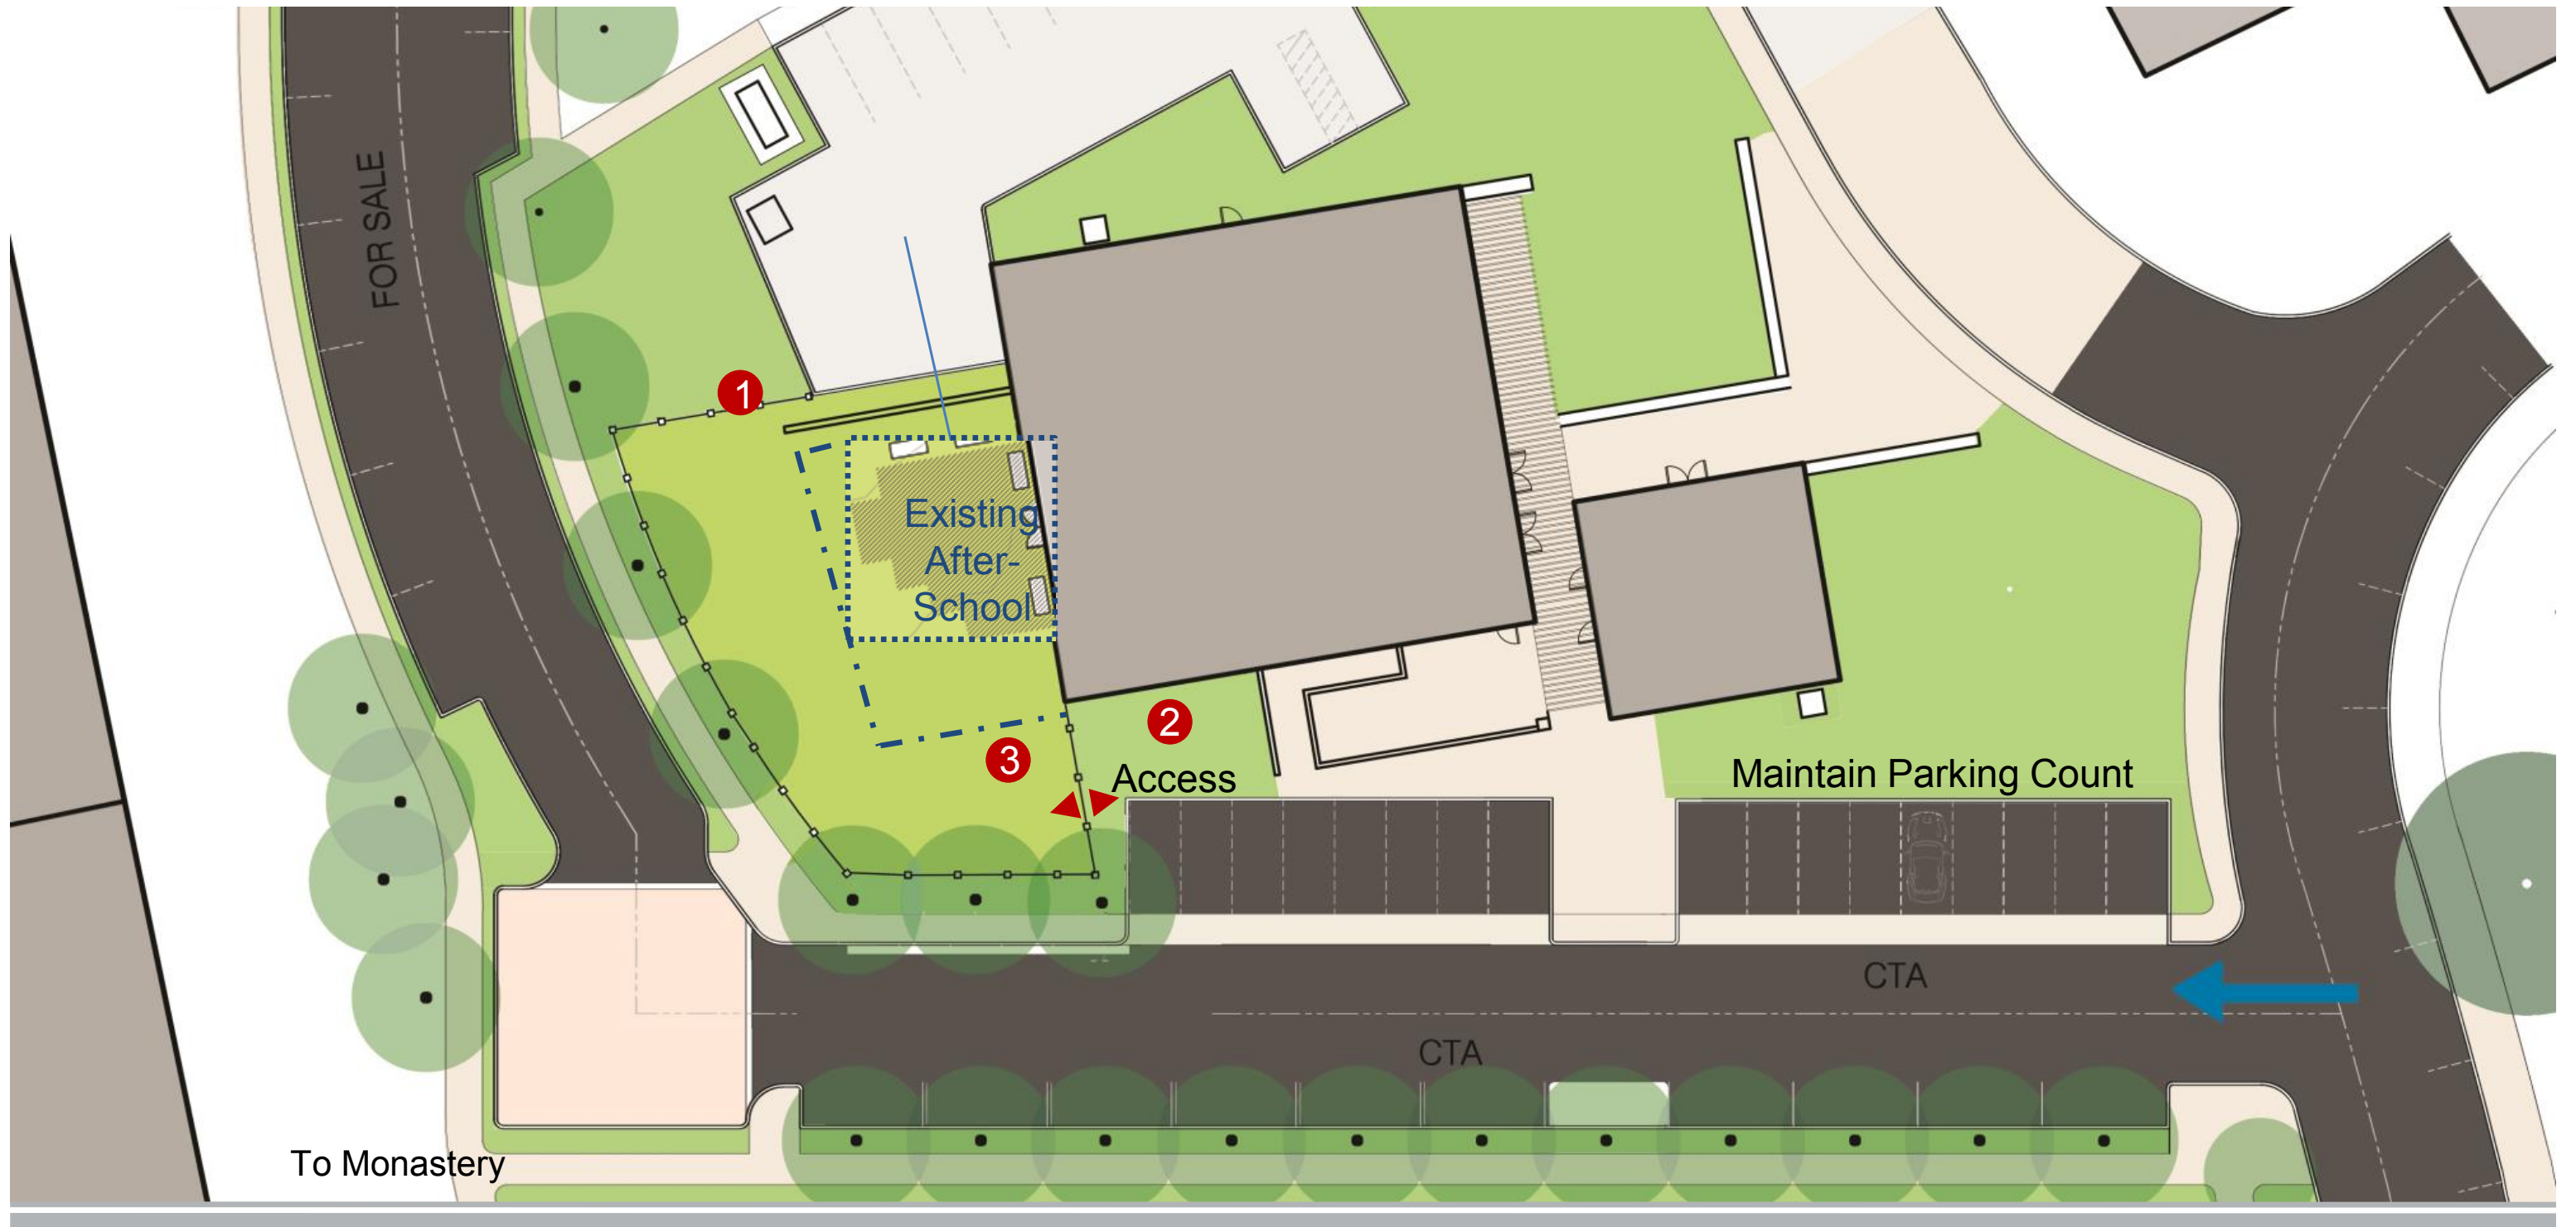 FOR SALE
1
Existing
After-
School
2
3
Access
Maintain Parking Count
CTA
CTA
To Monastery